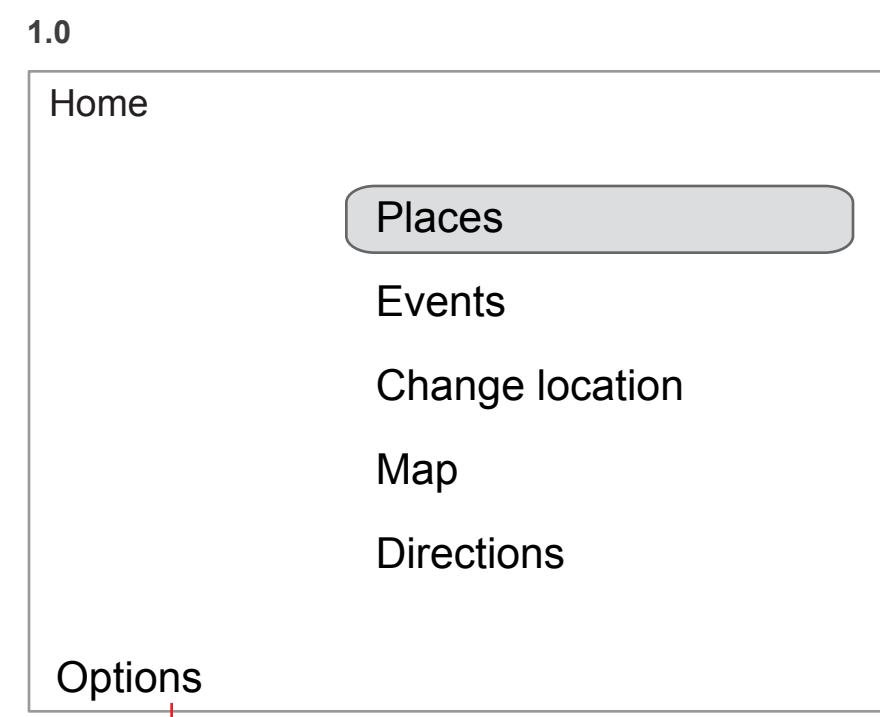 1.0
Home
Places
Events
Change location
Map
Directions
Options